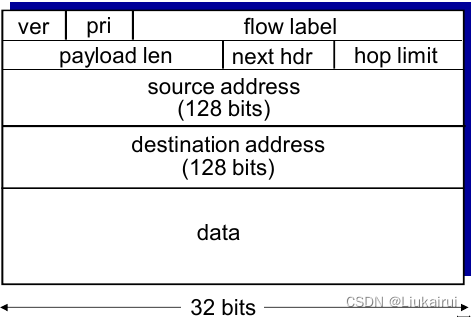 ver pri flow label
payload len next hdr hop limit
source address
(128 bits)
destination address
(128 bits)
data
32 bits
CSDN @Liukairui